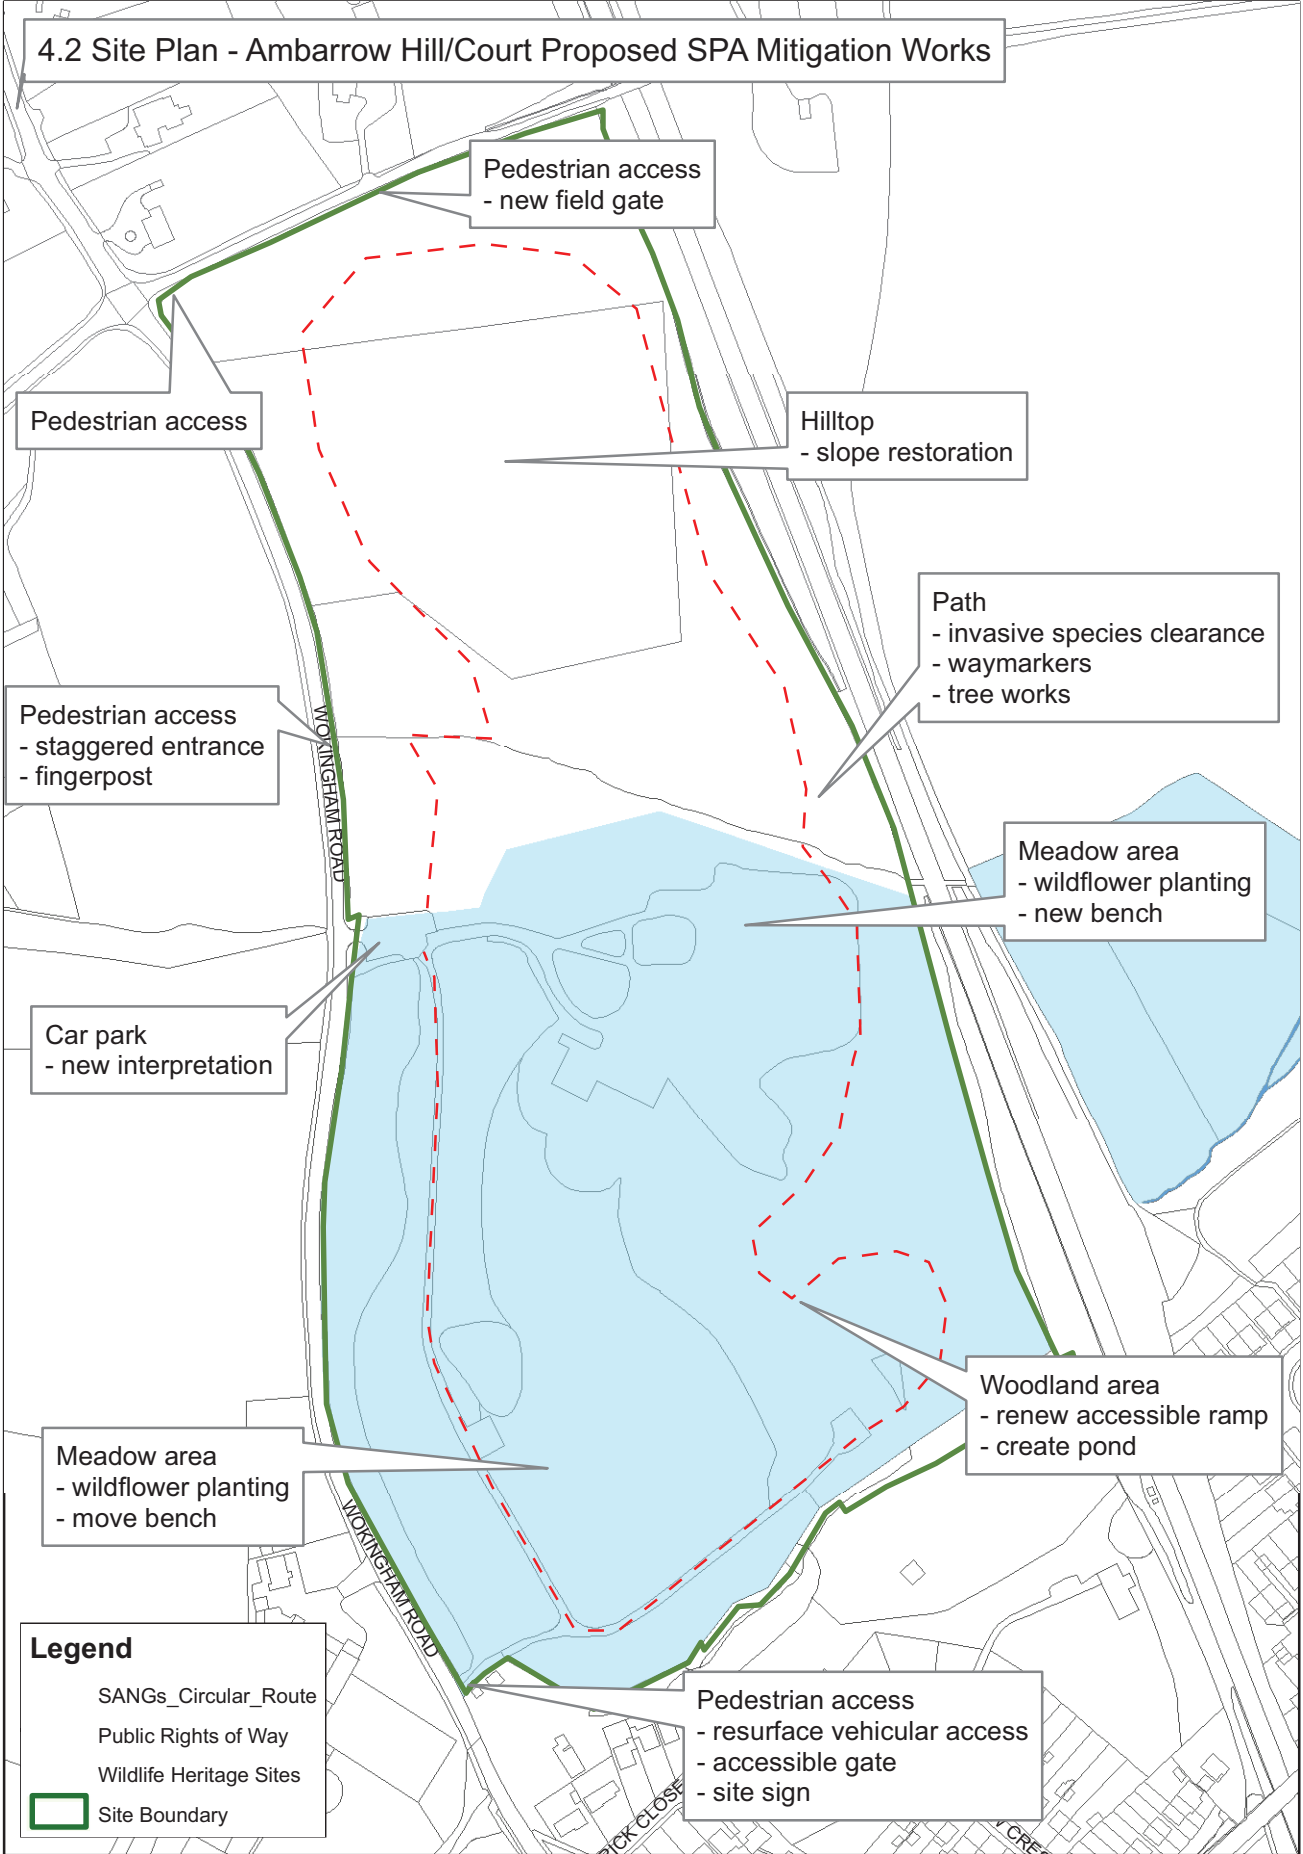 4.2 Site Plan - Ambarrow Hill/Court Proposed SPA Mitigation Works
Pedestrian access
- new field gate
Pedestrian access
Hilltop
- slope restoration
Path
- invasive species clearance
- waymarkers
- tree works
Pedestrian access
- staggered entrance
- fingerpost
WOKINGHAM ROAD
Meadow area
- wildflower planting
- new bench
Car park
- new interpretation
Woodland area
- renew accessible ramp
- create pond
Meadow area
- wildflower planting
- move bench
WOKINGHAM ROAD
Legend
SANGs_Circular_Route
Public Rights of Way
Wildlife Heritage Sites
Site Boundary
Pedestrian access
- resurface vehicular access
- accessible gate
- site sign
RICK CLOSE